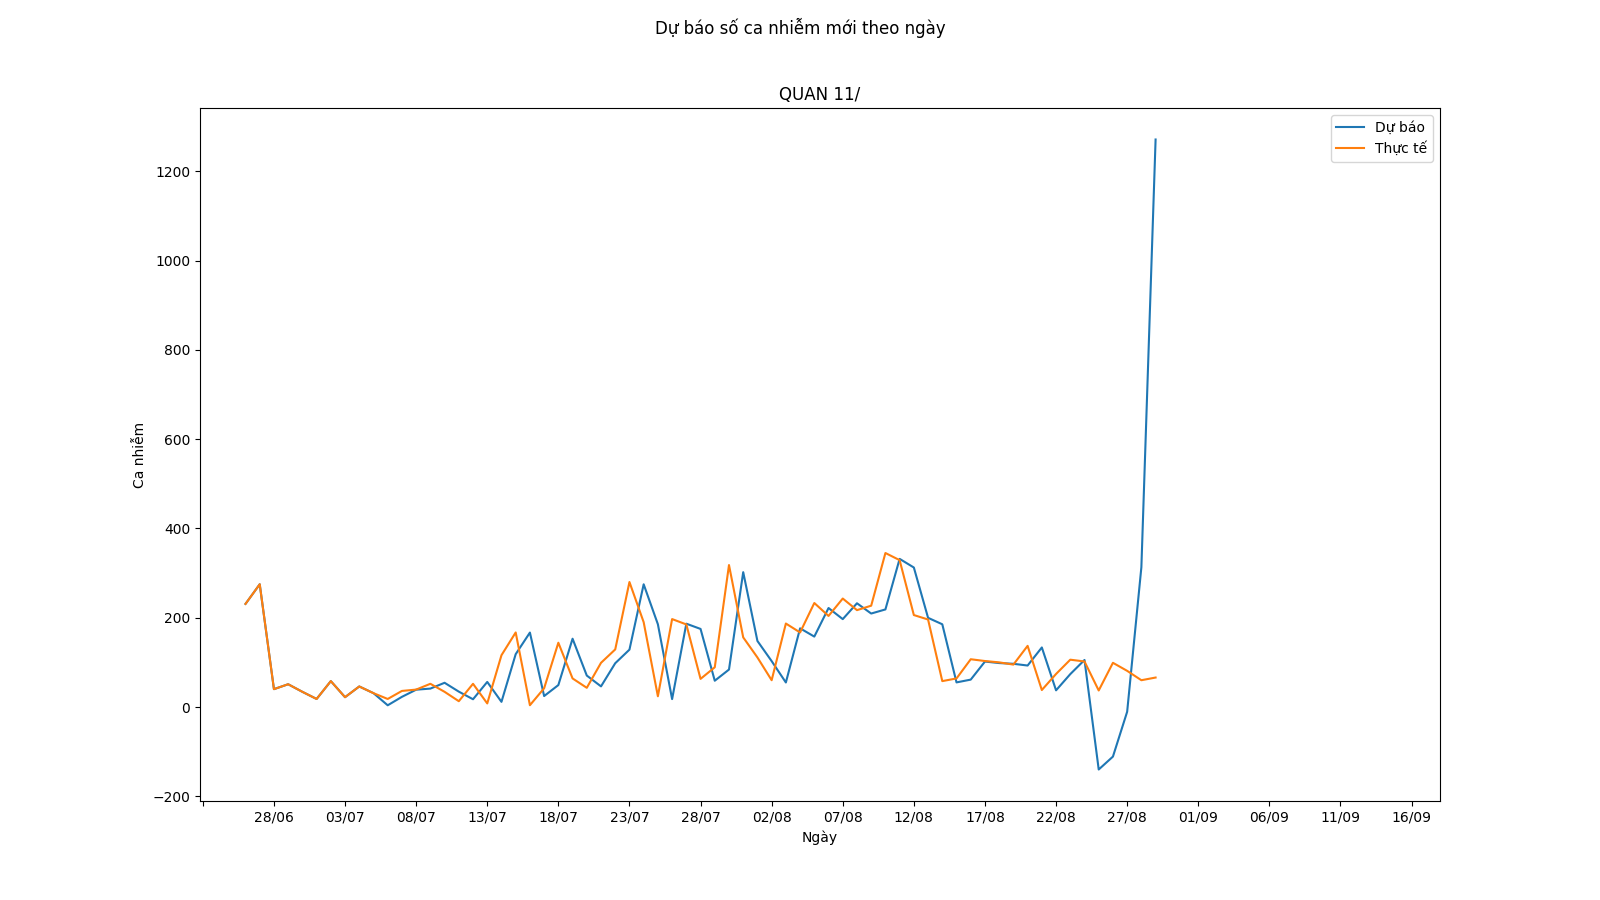 Dự báo số ca nhiễm mới theo ngày
QUAN 11/
Dự báo
Thực tế
1200
1000
800
600
400
200
0
−200
Ca nhiễm
28/06 03/07 08/07 13/07 18/07 23/07 28/07 02/08 07/08 12/08 17/08 22/08 27/08 01/09 06/09 11/09 16/09
Ngày